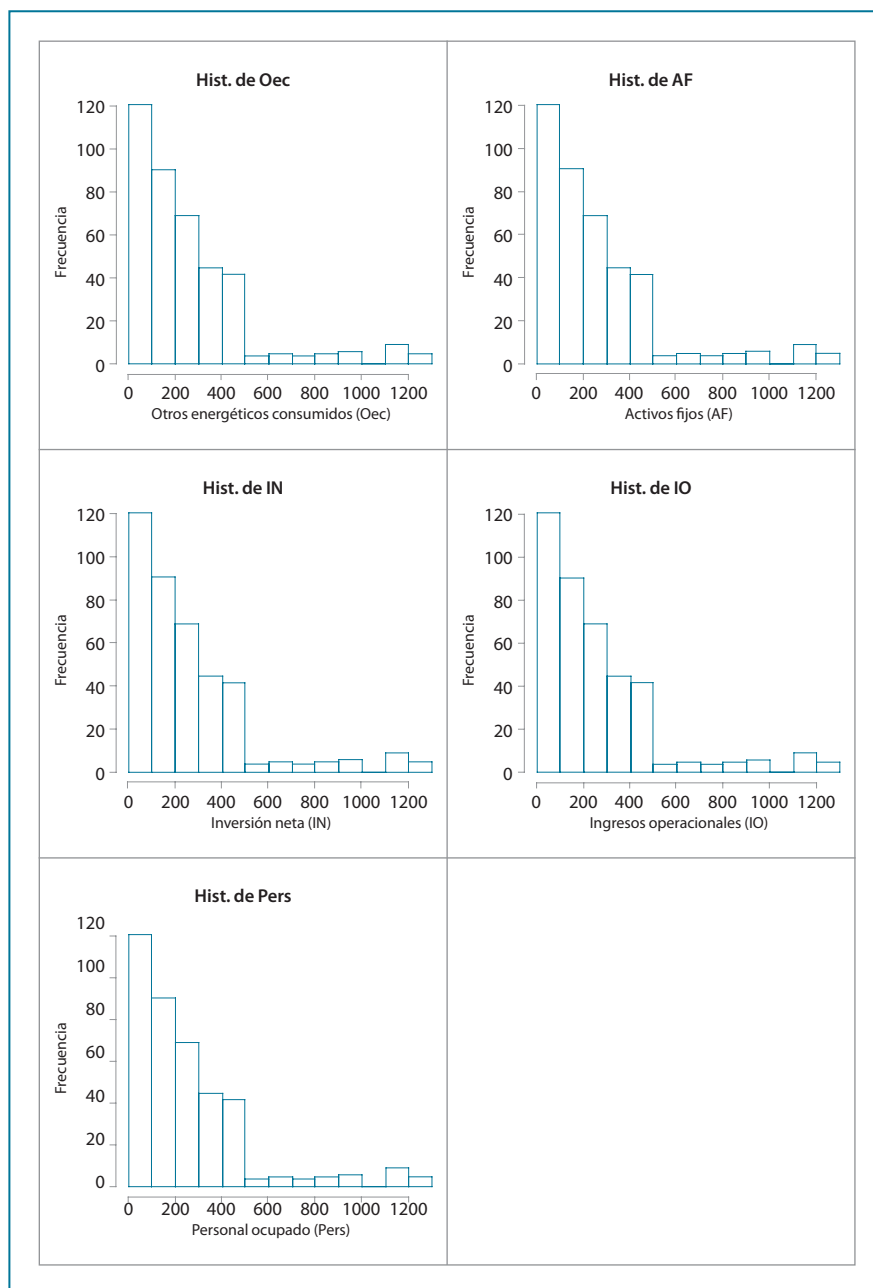 Hist. de Oec
120
100
80
60
40
20
0
Frecuencia
0 200 400 600 800 1000 1200
Otros energéticos consumidos (Oec)
Hist. de AF
120
100
80
60
40
20
0
Frecuencia
0 200 400 600 800 1000 1200
Activos fijos (AF)
Hist. de IN
120
100
80
60
40
20
0
Frecuencia
0 200 400 600 800 1000 1200
Inversión neta (IN)
Hist. de IO
120
100
80
60
40
20
0
Frecuencia
0 200 400 600 800 1000 1200
Ingresos operacionales (IO)
Hist. de Pers
120
100
80
60
40
20
0
Frecuencia
0 200 400 600 800 1000 1200
Personal ocupado (Pers)